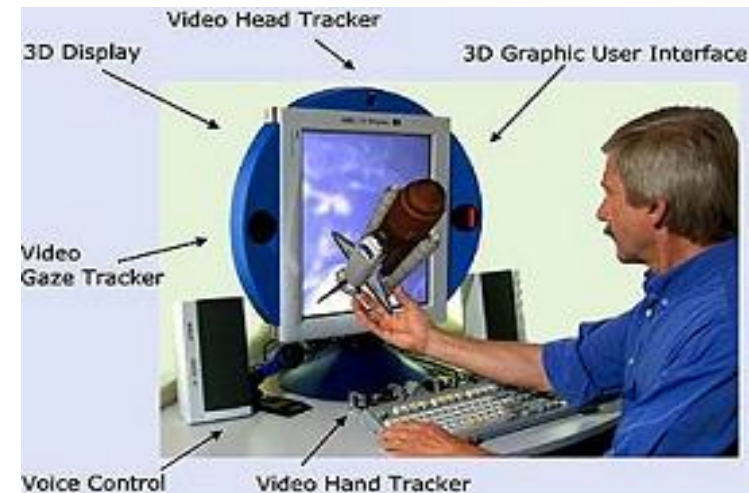 Video Head Tracker
3D Display
3D Graphic User Interface
Video
Gaze Tracker
Voice Control
Video Hand Tracker